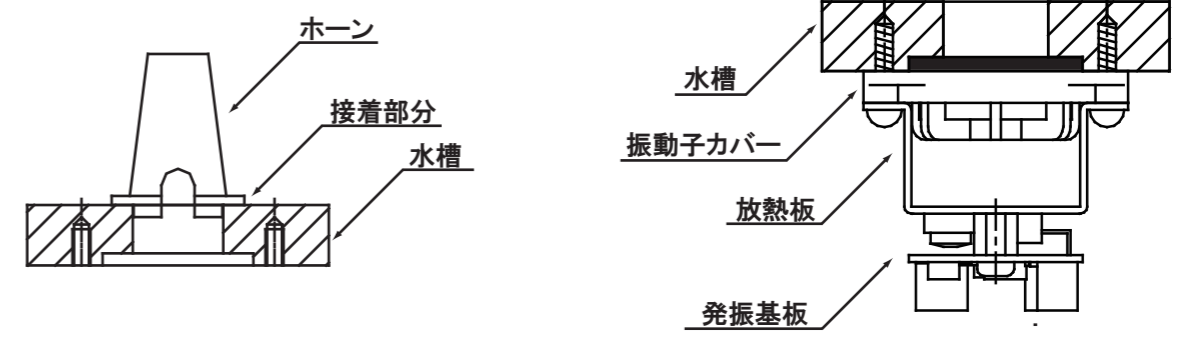 ホーン
接着部分
水槽
水槽
振動子カバー
放熱板
発振基板